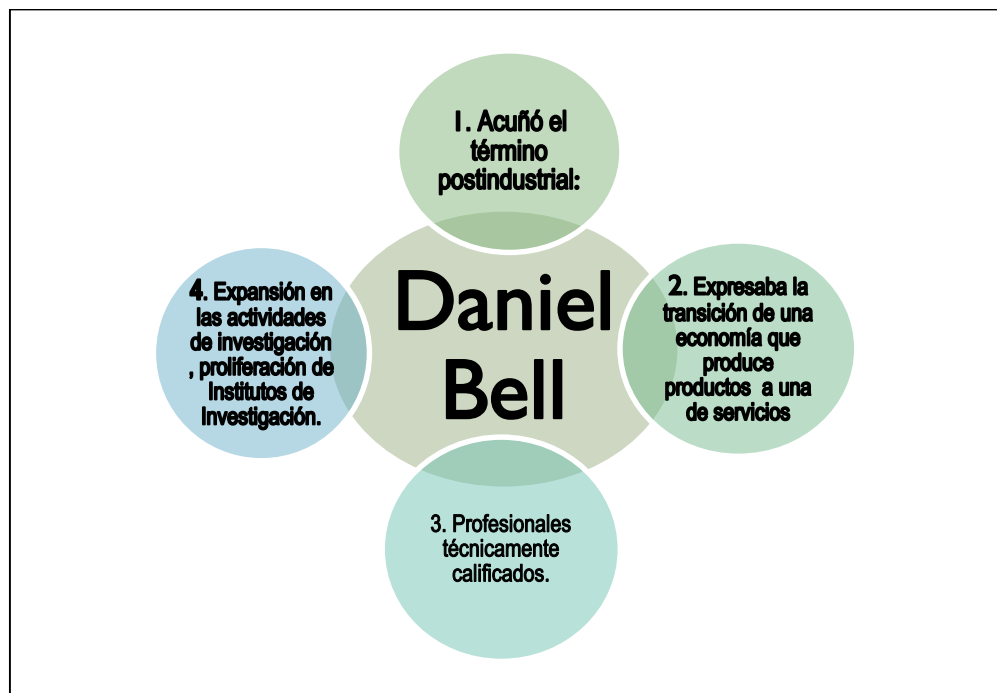 Daniel
Bell
1. Acuñó el
término
postindustrial:
2. Expresaba la
transición de una
economía que
produce
productos a una
de servicios
3. Profesionales
técnicamente
calificados.
4. Expansión en
las actividades
de investigación
, proliferación de
Institutos de
Investigación.